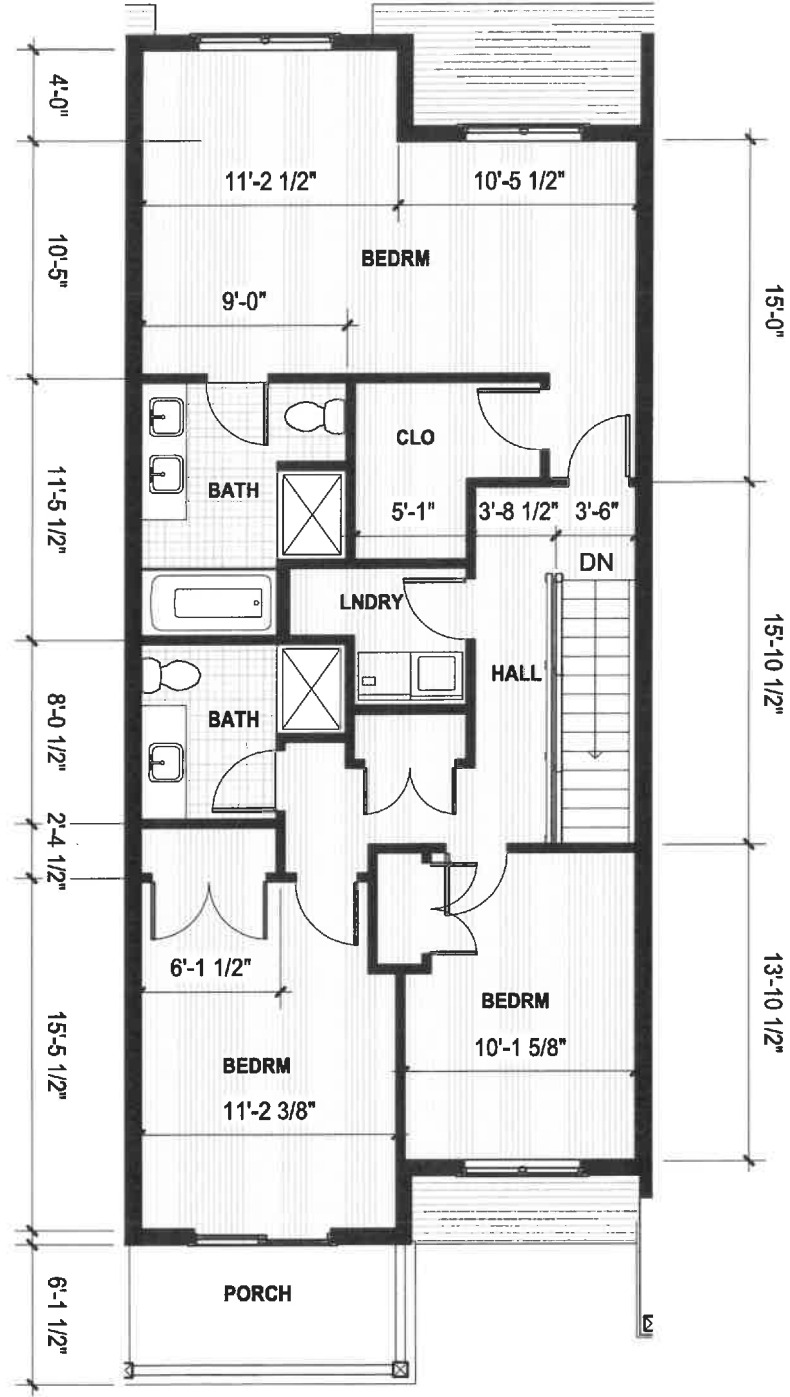 4'-0"
11'-2 1/2"
10'-5 1/2"
10'-5"
BEDRM
15'-0"
9'-0"
CLO
BATH
11'-5 1/2"
5'-1"
3'-8 1/2"
3'-6"
DN
LNDRY
15'-10 1/2"
HALL
BATH
8'-0 1/2"
2'-4 1/2"
6'-1 1/2"
BEDRM
10'-1 5/8"
13'-10 1/2"
15'-5 1/2"
BEDRM
11'-2 3/8"
PORCH
6'-1 1/2"